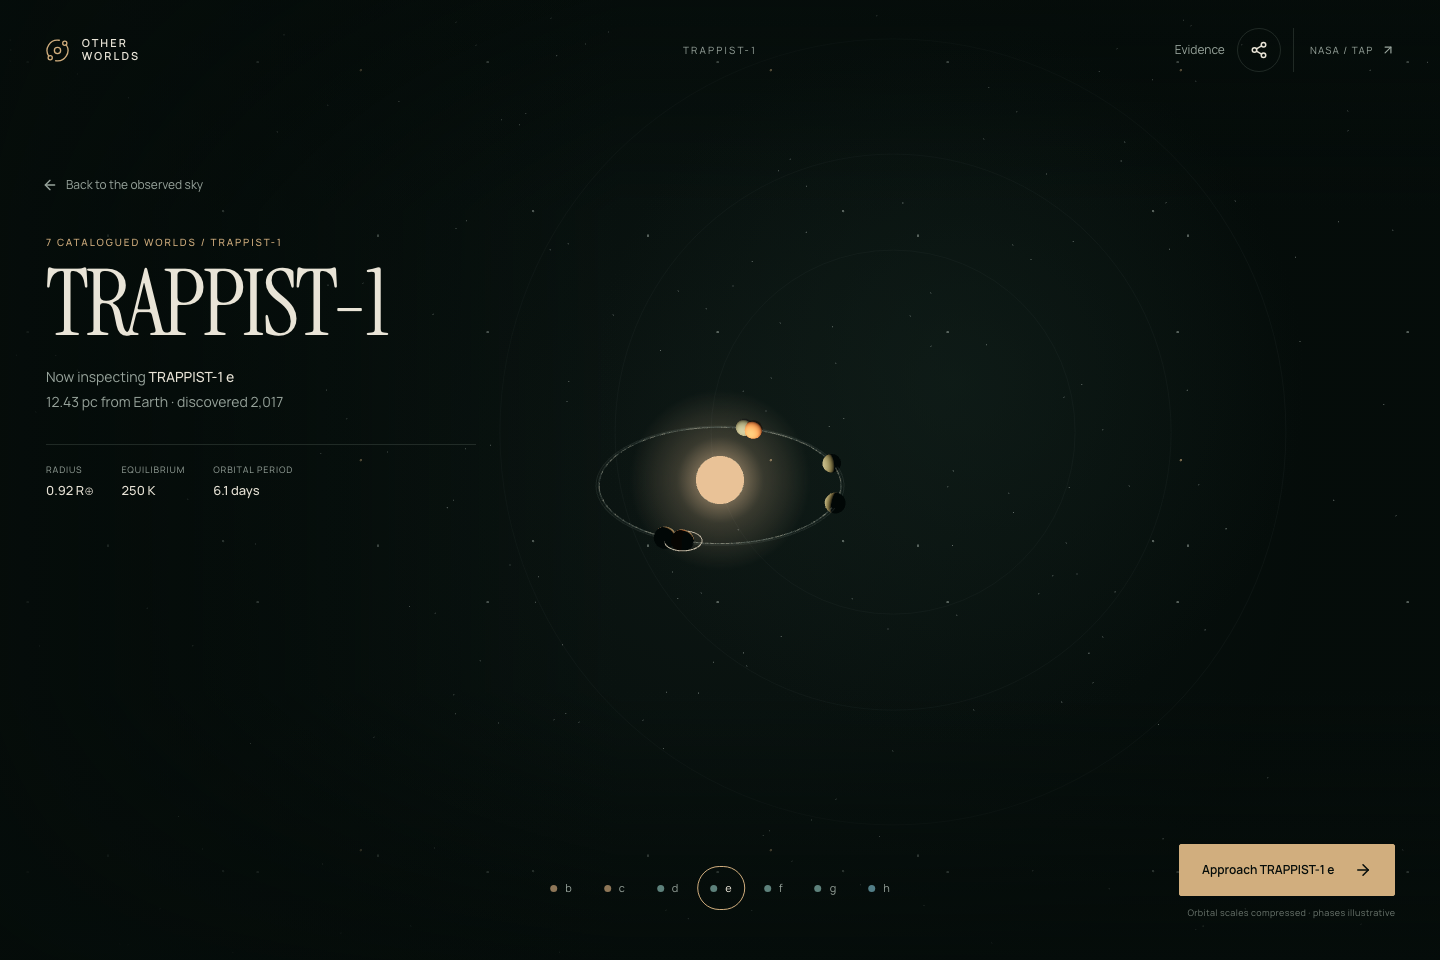 OTHER
WORLDS
TRAPPIST-1
Evidence
NASA / TAP
Back to the observed sky
7 CATALOGUED WORLDS / TRAPPIST-1
TRAPPIST-1
Now inspecting TRAPPIST-1 e
12.43 pc from Earth · discovered 2,017
RADIUS
EQUILIBRIUM
ORBITAL PERIOD
0.92 R⊕
250 K
6.1 days
b
c
d
e
f
g
h
Approach TRAPPIST-1 e
Orbital scales compressed · phases illustrative